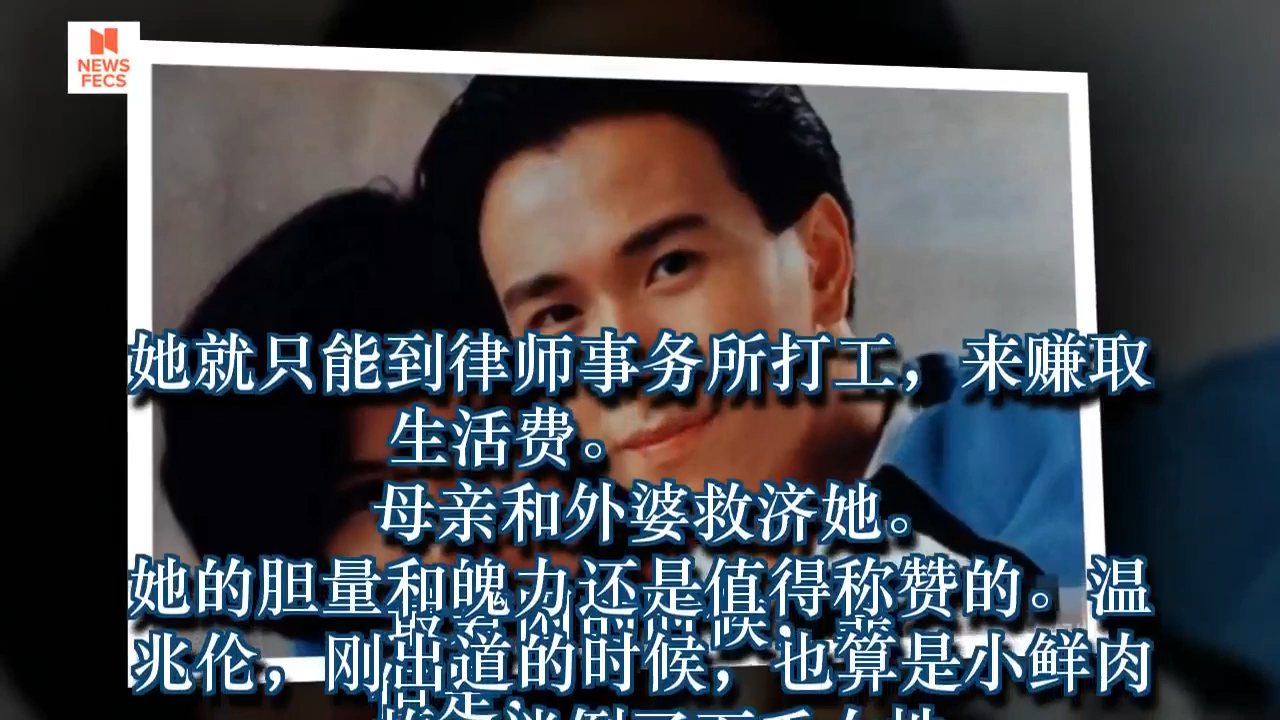 NEWS
FECS
她就只能到律师事务所打工，来赚取
生活费。
母亲和外婆救济她。
她的胆量和魄力还是值得称赞的。温
兆伦，刚出道的时候，也算是小鲜肉